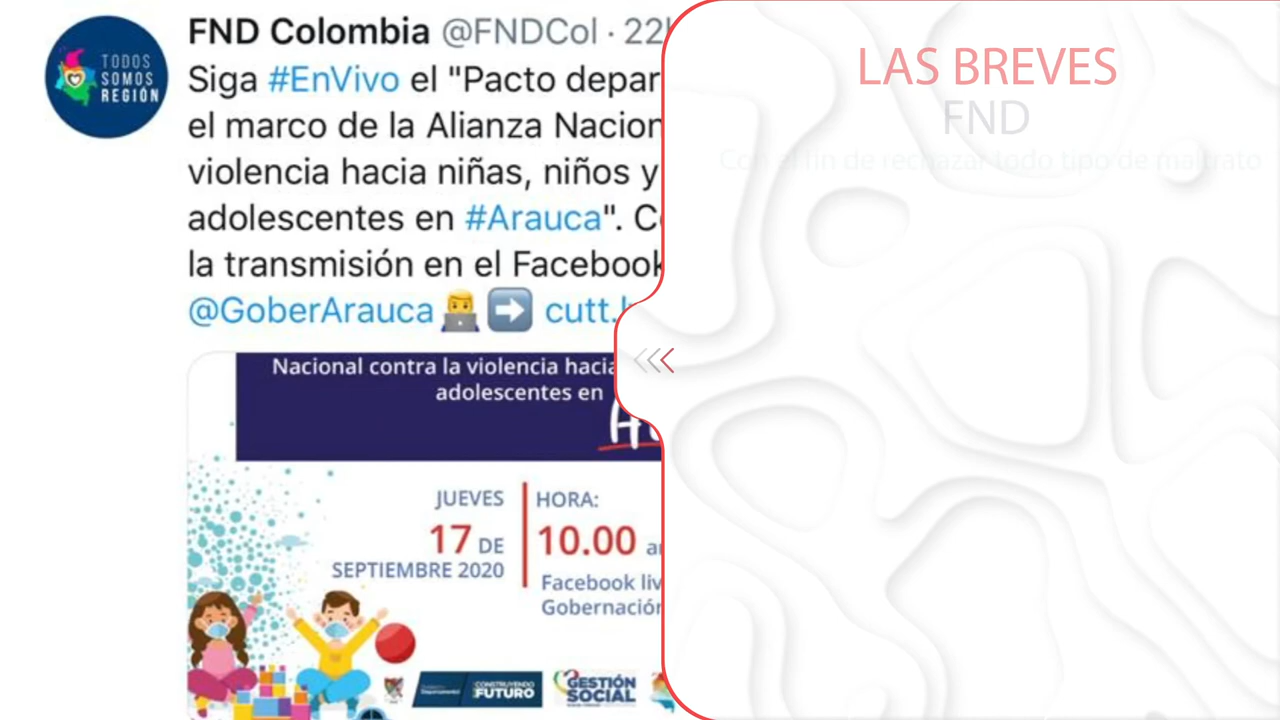 FND Colombia @FNDCol · 22
Siga #EnVivo el "Pacto depar
el marco de la Alianza Nacion
violencia hacia niñas, niños y
adolescentes en #Arauca". C
la transmisión en el Facebook
@GoberArauca cutt.
TODOS
SOMOS
REGIÓN
Nacional contra la violencia hacia
adolescentes en
JUEVES
17 DE
SEPTIEMBRE 2020
HORA:
10.00
Facebook liv
Gobernación
CONSTRUYENDO
FUTURO
GESTIÓN
SOCIAL
LAS BREVES
FND
Con el fin de rechazar todo tipo de maltrato